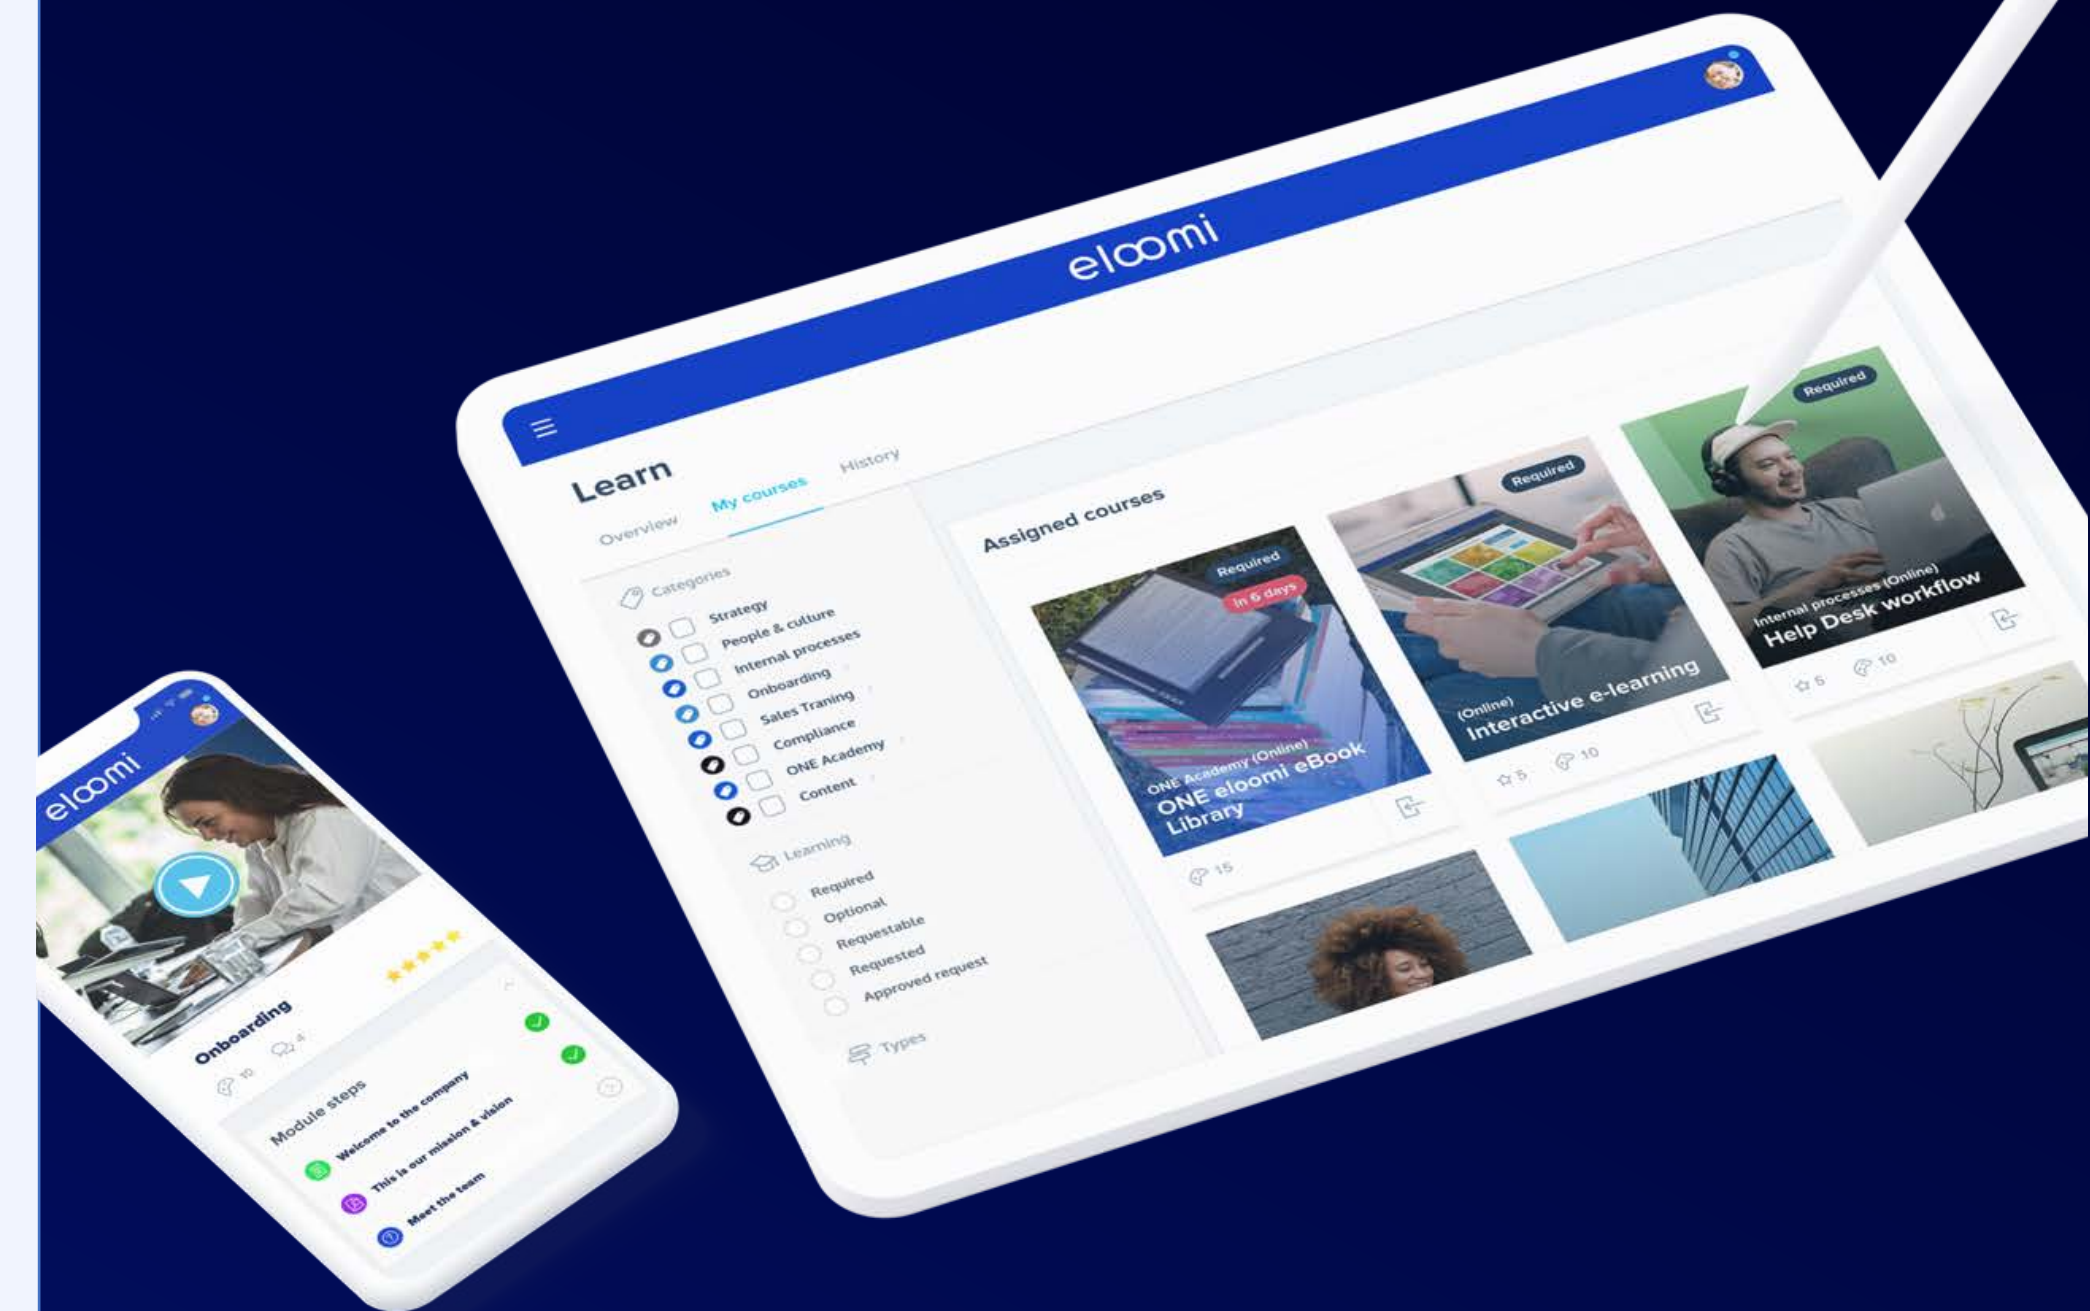 eloomi
Learn
Overview
My courses
History
Categories
Strategy
People & culture
Internal processes
Onboarding
Sales Traning
Compliance
ONE Academy
Content
Learning
Required
Optional
Requestable
Requested
Approved request
Types
Assigned courses
Required
in 6 days
ONE Academy (Online)
ONE eloomi eBook
Library
15
Required
(Online)
Interactive e-learning
5 10
Required
Internal processes (Online)
Help Desk workflow
5 10
eloomi
Onboarding
10 4
Module steps
Welcome to the company
This is our mission & vision
Meet the team